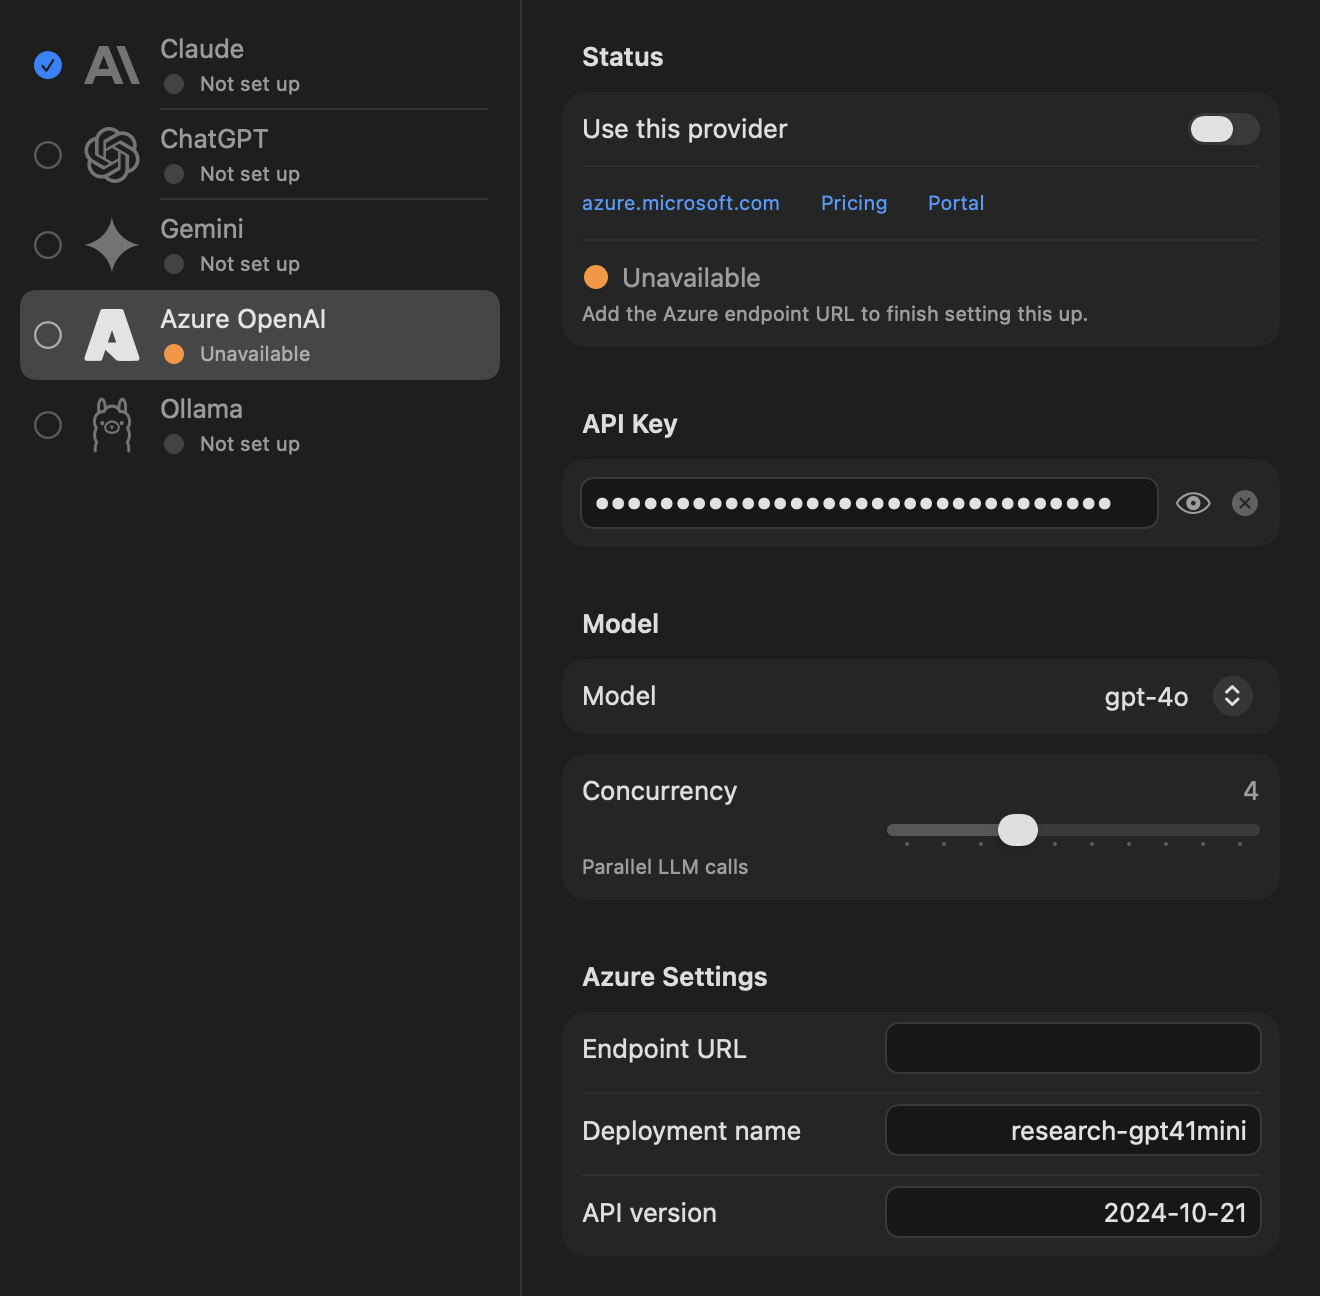 Claude
Not set up
ChatGPT
Not set up
Gemini
Not set up
Azure OpenAI
Unavailable
Ollama
Not set up
Status
Use this provider
azure.microsoft.com Pricing Portal
Unavailable
Add the Azure endpoint URL to finish setting this up.
API Key
Model
Model gpt-4o
Concurrency 4
Parallel LLM calls
Azure Settings
Endpoint URL
Deployment name research-gpt41mini
API version 2024-10-21